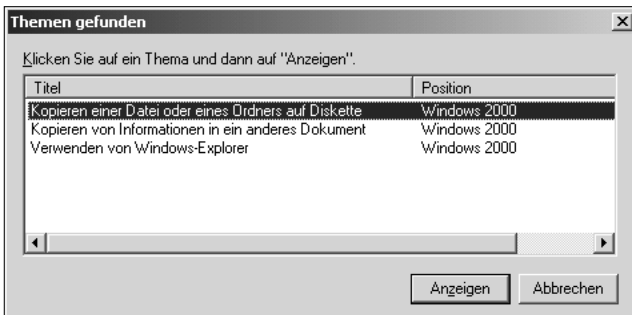 Themen gefunden
Klicken Sie auf ein Thema und dann auf "Anzeigen".
Titel Position
Kopieren einer Datei oder eines Ordners auf Diskette Windows 2000
Kopieren von Informationen in ein anderes Dokument Windows 2000
Verwenden von Windows-Explorer Windows 2000
Anzeigen Abbrechen